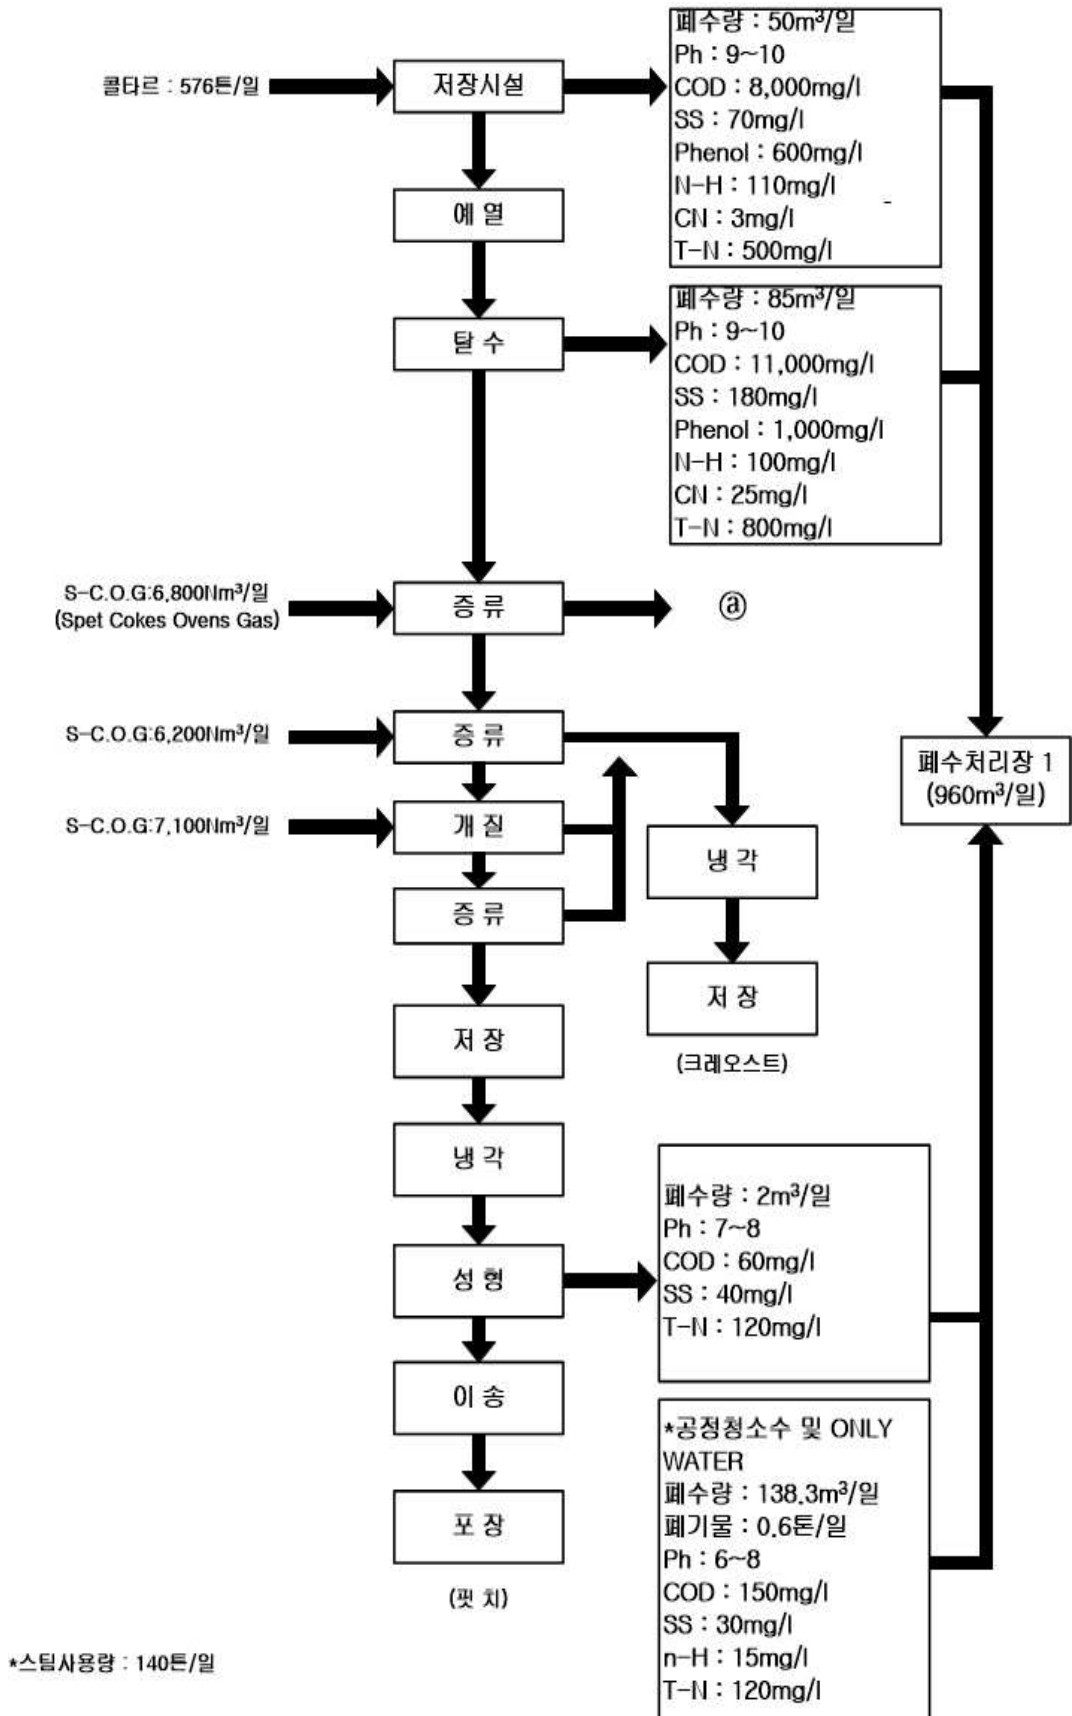 콜타르 : 576톤/일
저장시설
폐수량 : 50m³/일
Ph : 9~10
COD : 8,000mg/l
SS : 70mg/l
Phenol : 600mg/l
N-H : 110mg/l
CN : 3mg/l
T-N : 500mg/l
예 열
탈 수
폐수량 : 85m³/일
Ph : 9~10
COD : 11,000mg/l
SS : 180mg/l
Phenol : 1,000mg/l
N-H : 100mg/l
CN : 25mg/l
T-N : 800mg/l
S-C.O.G:6,800Nm³/일
(Spet Cokes Ovens Gas)
증 류
ⓐ
S-C.O.G:6,200Nm³/일
증 류
폐수처리장 1
(960m³/일)
S-C.O.G:7,100Nm³/일
개 질
냉 각
증 류
저 장
(크레오스트)
저 장
냉 각
성 형
폐수량 : 2m³/일
Ph : 7~8
COD : 60mg/l
SS : 40mg/l
T-N : 120mg/l
이 송
포 장
(핏 치)
*공정청소수 및 ONLY
WATER
폐수량 : 138.3m³/일
폐기물 : 0.6톤/일
Ph : 6~8
COD : 150mg/l
SS : 30mg/l
n-H : 15mg/l
T-N : 120mg/l
*스팀사용량 : 140톤/일